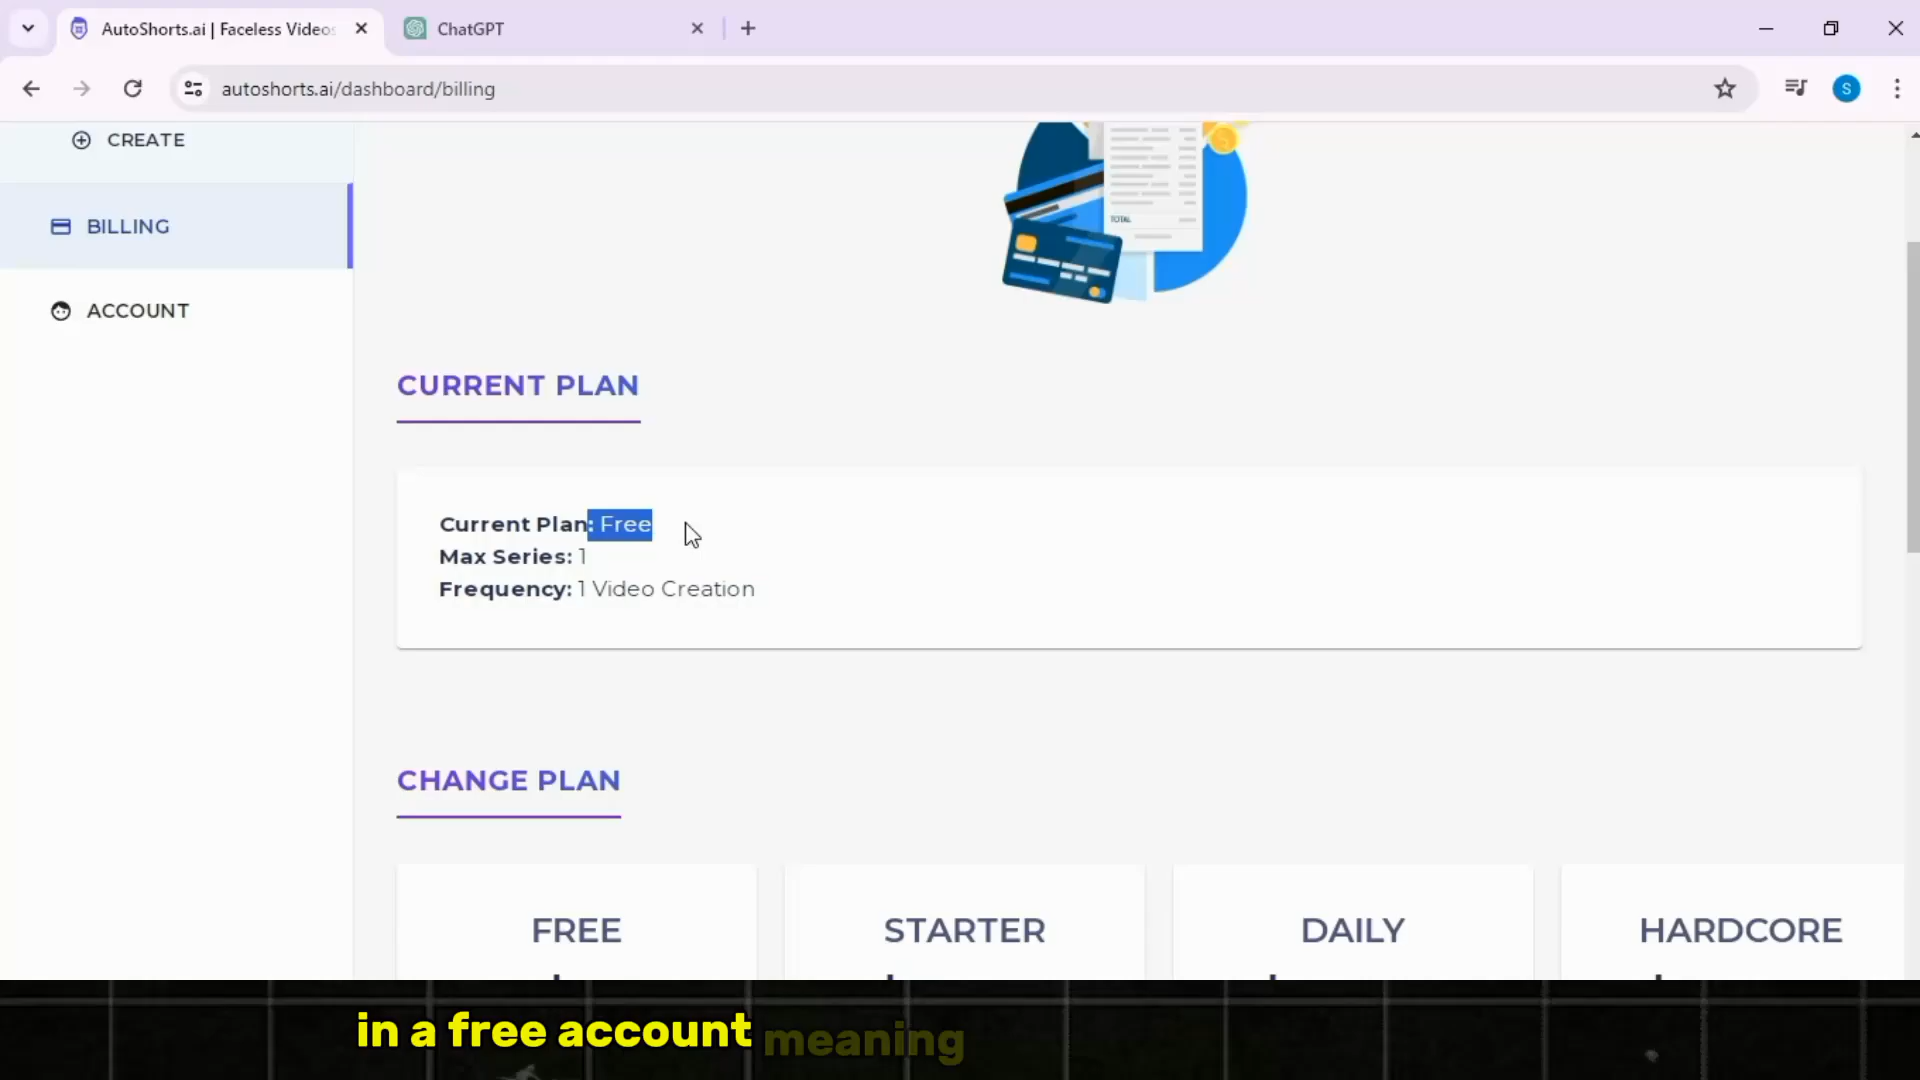 AutoShorts.ai | Faceless Videos
ChatGPT
autoshorts.ai/dashboard/billing
S
CREATE
BILLING
ACCOUNT
TOTAL
CURRENT PLAN
Current Plan: Free
Max Series: 1
Frequency: 1 Video Creation
CHANGE PLAN
FREE
STARTER
DAILY
HARDCORE
in a free account meaning